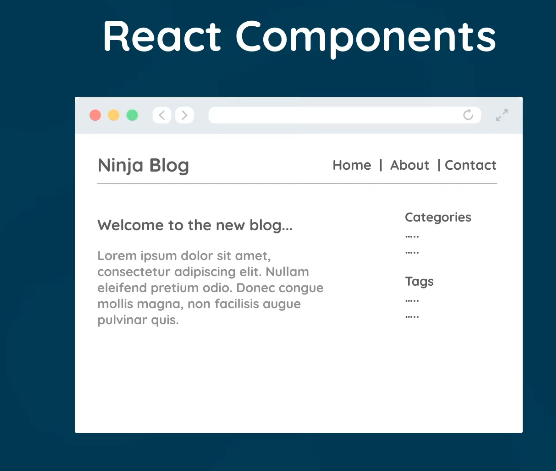 React Components
Ninja Blog
Home | About | Contact
Welcome to the new blog...
Lorem ipsum dolor sit amet,
consectetur adipiscing elit. Nullam
eleifend pretium odio. Donec congue
mollis magna, non facilisis augue
pulvinar quis.
Categories
.....
.....
Tags
.....
.....